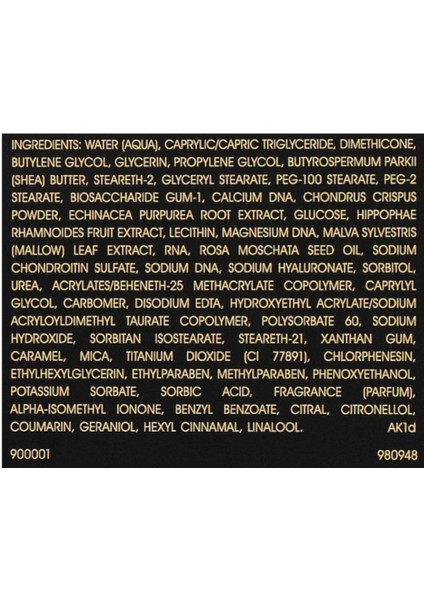 INGREDIENTS: WATER (AQUA), CAPRYLIC/CAPRIC TRIGLYCERIDE, DIMETHICONE,
BUTYLENE GLYCOL, GLYCERIN, PROPYLENE GLYCOL, BUTYROSPERMUM PARKII
(SHEA) BUTTER, STEARETH-2, GLYCERYL STEARATE, PEG-100 STEARATE, PEG-2
STEARATE, BIOSACCHARIDE GUM-1, CALCIUM DNA, CHONDRUS CRISPUS
POWDER, ECHINACEA PURPUREA ROOT EXTRACT, GLUCOSE, HIPPOPHAE
RHAMNOIDES FRUIT EXTRACT, LECITHIN, MAGNESIUM DNA, MALVA SYLVESTRIS
(MALLOW) LEAF EXTRACT, RNA, ROSA MOSCHATA SEED OIL, SODIUM
CHONDROITIN SULFATE, SODIUM DNA, SODIUM HYALURONATE, SORBITOL,
UREA, ACRYLATES/BEHENETH-25 METHACRYLATE COPOLYMER, CAPRYLYL
GLYCOL, CARBOMER, DISODIUM EDTA, HYDROXYETHYL ACRYLATE/SODIUM
ACRYLOYLDIMETHYL TAURATE COPOLYMER, POLYSORBATE 60, SODIUM
HYDROXIDE, SORBITAN ISOSTEARATE, STEARETH-21, XANTHAN GUM,
CARAMEL, MICA, TITANIUM DIOXIDE (CI 77891), CHLORPHENESIN,
ETHYLHEXYLGLYCERIN, ETHYLPARABEN, METHYLPARABEN, PHENOXYETHANOL,
POTASSIUM SORBATE, SORBIC ACID, FRAGRANCE (PARFUM),
ALPHA-ISOMETHYL IONONE, BENZYL BENZOATE, CITRAL, CITRONELLOL,
COUMARIN, GERANIOL, HEXYL CINNAMAL, LINALOOL. AK1d
900001 980948